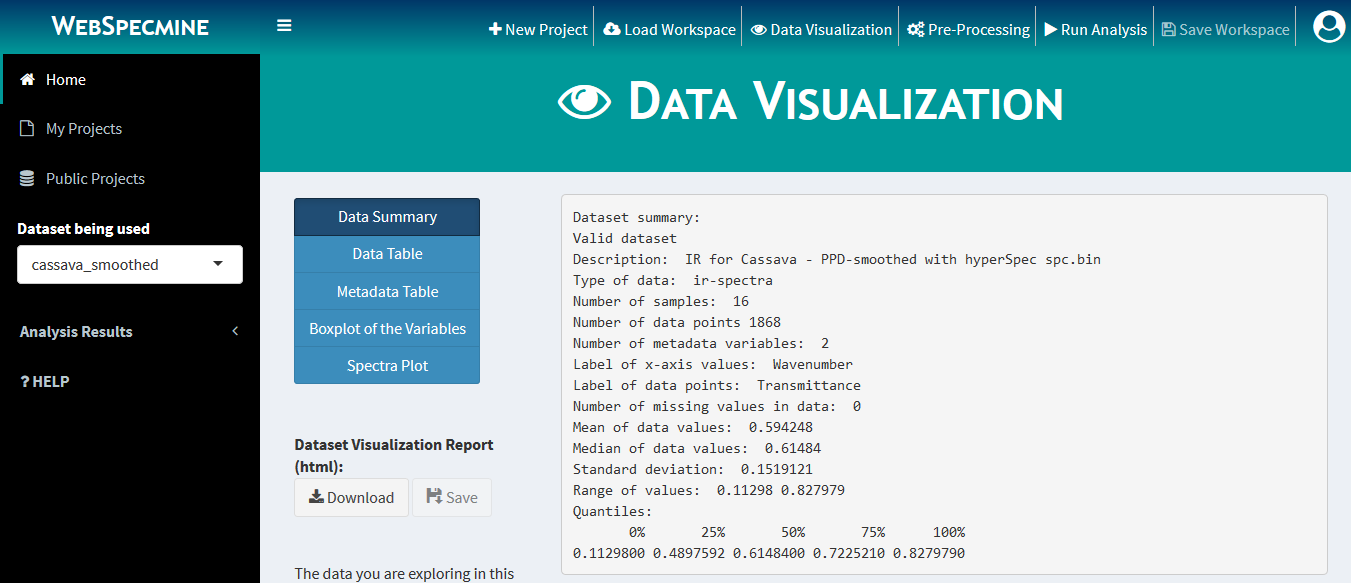 WebSpecmine
New Project
Load Workspace
Data Visualization
Pre-Processing
Run Analysis
Save Workspace
Home
My Projects
Public Projects
Dataset being used
cassava_smoothed
Analysis Results
? HELP
Data Visualization
Data Summary
Data Table
Metadata Table
Boxplot of the Variables
Spectra Plot
Dataset Visualization Report
(html):
Download
Save
The data you are exploring in this
Dataset summary:
Valid dataset
Description:  IR for Cassava - PPD-smoothed with hyperSpec spc.bin
Type of data:  ir-spectra
Number of samples:  16
Number of data points 1868
Number of metadata variables:  2
Label of x-axis values:  Wavenumber
Label of data points:  Transmittance
Number of missing values in data:  0
Mean of data values:  0.594248
Median of data values:  0.61484
Standard deviation:  0.1519121
Range of values:  0.11298 0.827979
Quantiles:
0% 25% 50% 75% 100%
0.1129800 0.4897592 0.6148400 0.7225210 0.8279790